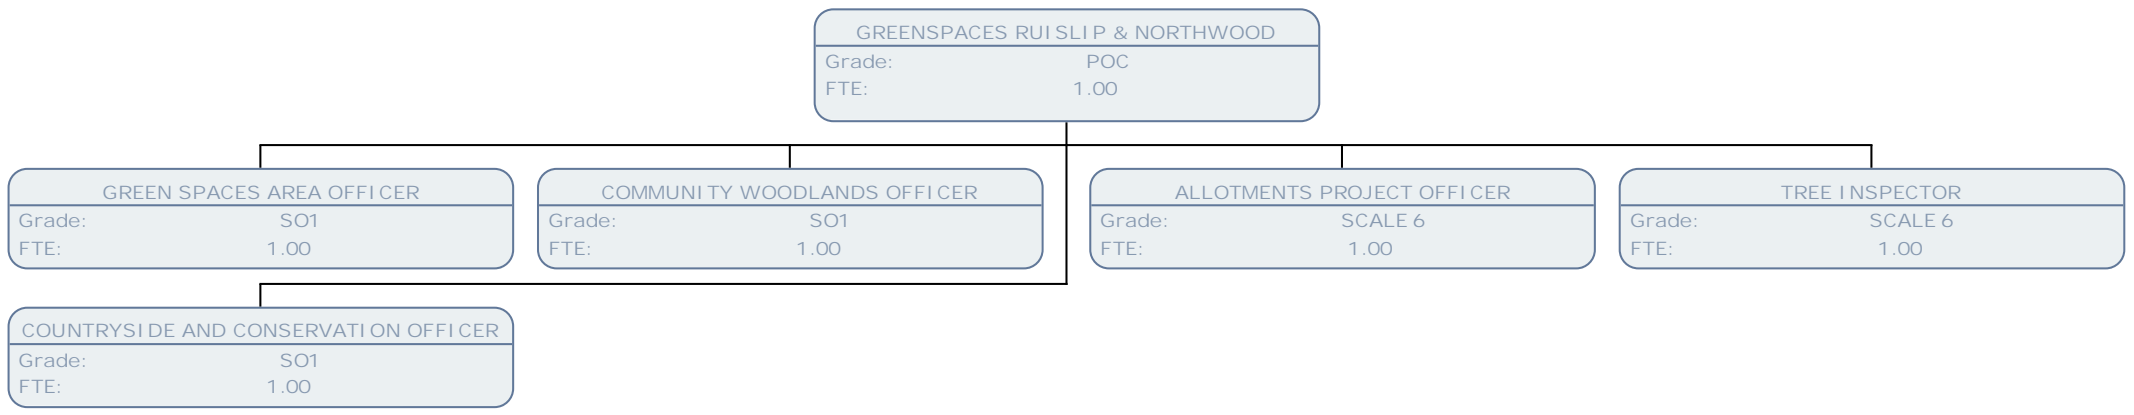 GREENSPACES RUISLIP & NORTHWOOD
Grade: POC
FTE: 1.00
GREEN SPACES AREA OFFICER
Grade: SO1
FTE: 1.00
COMMUNITY WOODLANDS OFFICER
Grade: SO1
FTE: 1.00
ALLOTMENTS PROJECT OFFICER
Grade: SCALE 6
FTE: 1.00
TREE INSPECTOR
Grade: SCALE 6
FTE: 1.00
COUNTRYSIDE AND CONSERVATION OFFICER
Grade: SO1
FTE: 1.00